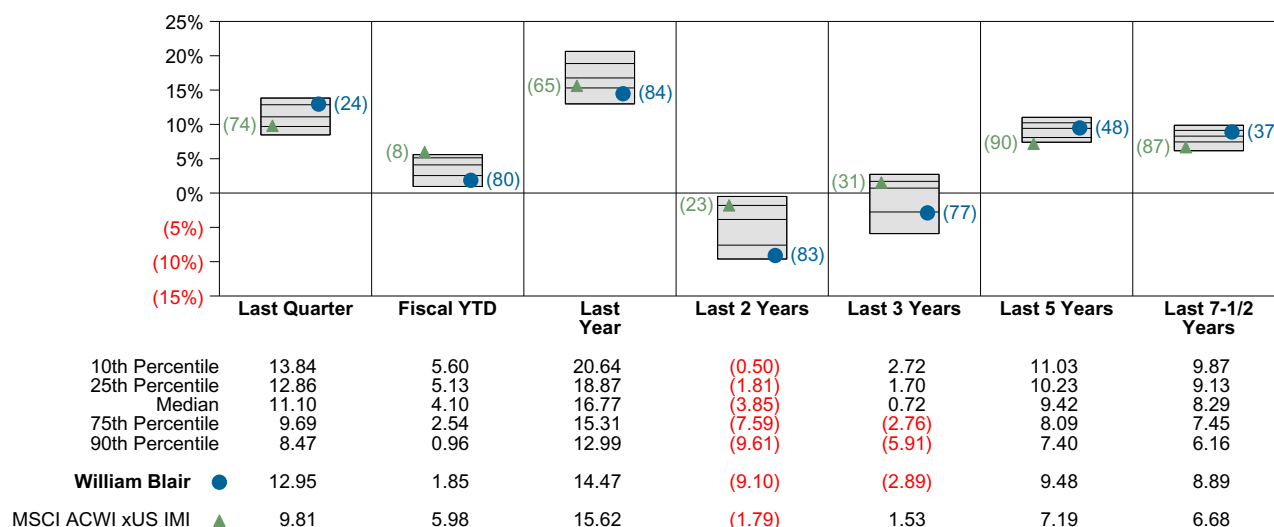 25%
20%
15%
10%
5%
0%
(5%)
(10%)
(15%)
(74) (24)
(8) (80)
(65) (84)
(23) (83)
(31) (77)
(90) (48)
(87) (37
Last Quarter Fiscal YTD Last Year Last 2 Years Last 3 Years Last 5 Years Last 7-1/2 Years
10th Percentile 13.84 5.60 20.64 (0.50) 2.72 11.03 9.87
25th Percentile 12.86 5.13 18.87 (1.81) 1.70 10.23 9.13
Median 11.10 4.10 16.77 (3.85) 0.72 9.42 8.29
75th Percentile 9.69 2.54 15.31 (7.59) (2.76) 8.09 7.45
90th Percentile 8.47 0.96 12.99 (9.61) (5.91) 7.40 6.16
William Blair 12.95 1.85 14.47 (9.10) (2.89) 9.48 8.89
MSCI ACWI xUS IMI 9.81 5.98 15.62 (1.79) 1.53 7.19 6.68